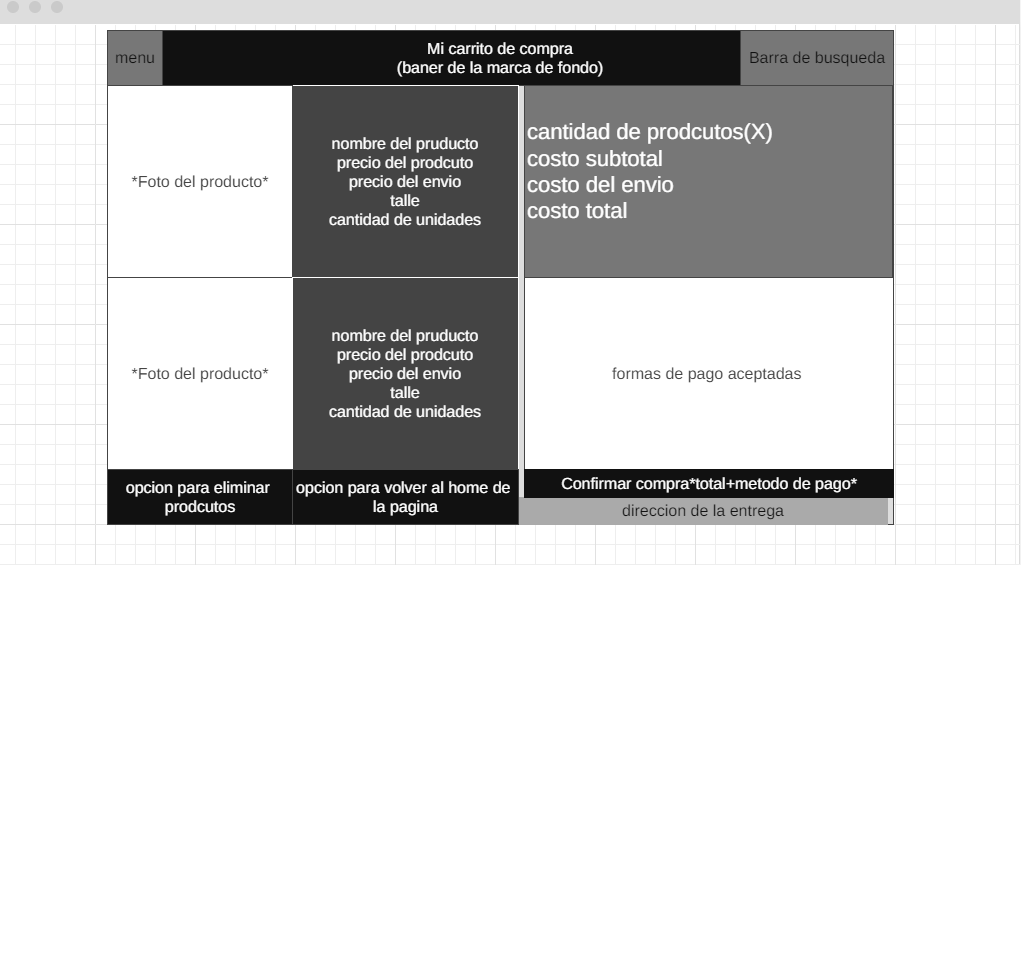 menu
Mi carrito de compra
(baner de la marca de fondo)
Barra de busqueda
*Foto del producto*
nombre del pruducto
precio del prodcuto
precio del envio
talle
cantidad de unidades
cantidad de prodcutos(X)
costo subtotal
costo del envio
costo total
*Foto del producto*
nombre del pruducto
precio del prodcuto
precio del envio
talle
cantidad de unidades
formas de pago aceptadas
opcion para eliminar
prodcutos
opcion para volver al home de
la pagina
Confirmar compra*total+metodo de pago*
direccion de la entrega